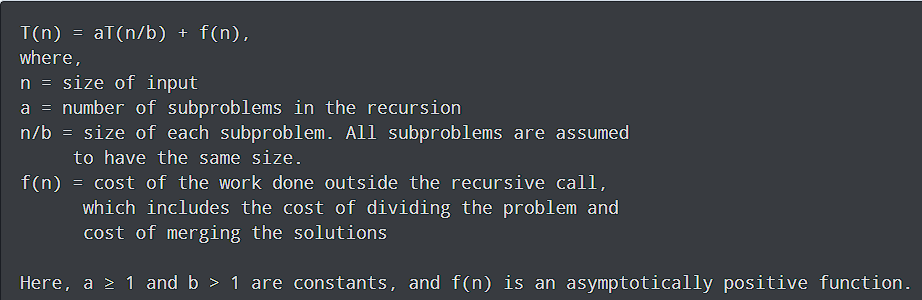 T(n) = aT(n/b) + f(n),
where,
n = size of input
a = number of subproblems in the recursion
n/b = size of each subproblem. All subproblems are assumed
to have the same size.
f(n) = cost of the work done outside the recursive call,
which includes the cost of dividing the problem and
cost of merging the solutions
Here, a ≥ 1 and b > 1 are constants, and f(n) is an asymptotically positive function.